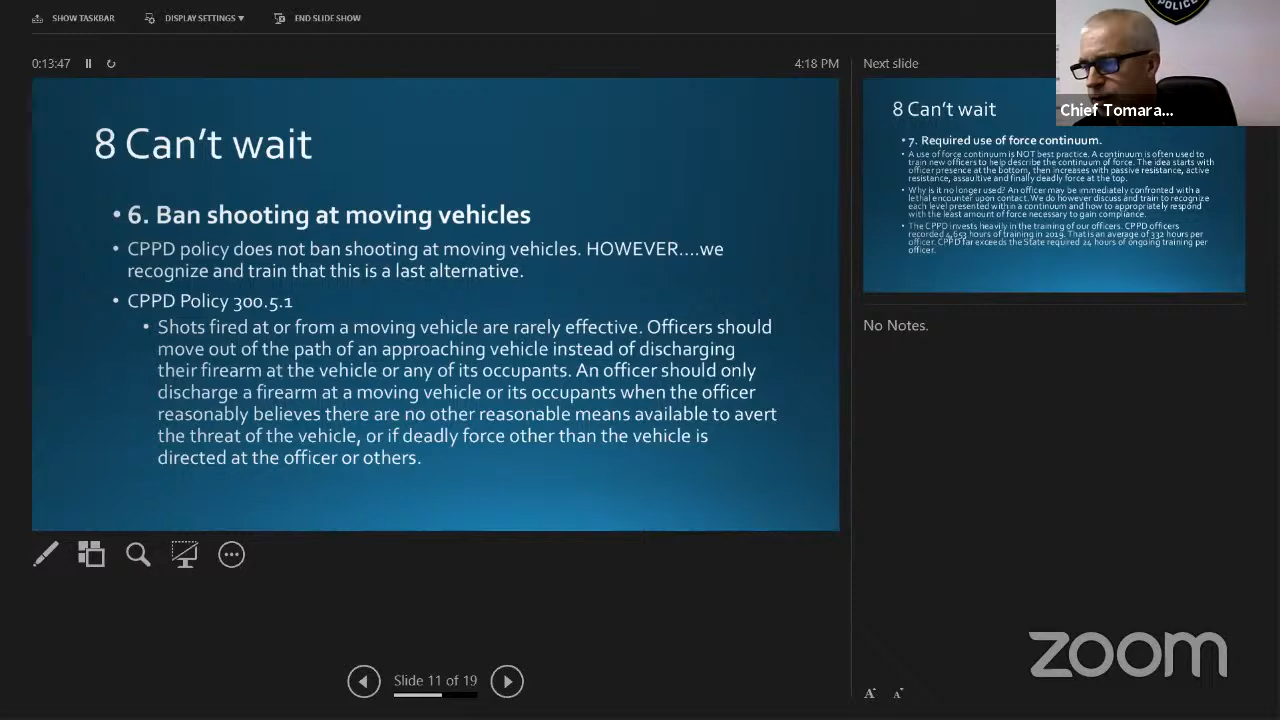 SHOW TASKBAR
DISPLAY SETTINGS ▾
END SLIDE SHOW
POLICE
Chief Tomara...
0:13:47
4:18 PM
Next slide
8 Can't wait
• 6. Ban shooting at moving vehicles
• CPPD policy does not ban shooting at moving vehicles. HOWEVER....we
recognize and train that this is a last alternative.
• CPPD Policy 300.5.1
• Shots fired at or from a moving vehicle are rarely effective. Officers should
move out of the path of an approaching vehicle instead of discharging
their firearm at the vehicle or any of its occupants. An officer should only
discharge a firearm at a moving vehicle or its occupants when the officer
reasonably believes there are no other reasonable means available to avert
the threat of the vehicle, or if deadly force other than the vehicle is
directed at the officer or others.
8 Can't wait
• 7. Required use of force continuum.
• A use of force continuum is NOT best practice. A continuum is often used to
train new officers to help describe the continuum of force. The idea starts with
officer presence at the bottom, then increases with passive resistance, active
resistance, assaultive and finally deadly force at the top.
• Why is it no longer used? An officer may be immediately confronted with a
lethal encounter upon contact. We do however discuss and train to recognize
each level presented within a continuum and how to appropriately respond
with the least amount of force necessary to gain compliance.
• The CPPD invests heavily in the training of our officers. CPPD officers
recorded 4,653 hours of training in 2019. That is an average of 332 hours per
officer. CPPD far exceeds the State required 24 hours of ongoing training per
officer.
No Notes.
Slide 11 of 19
A A
zoom